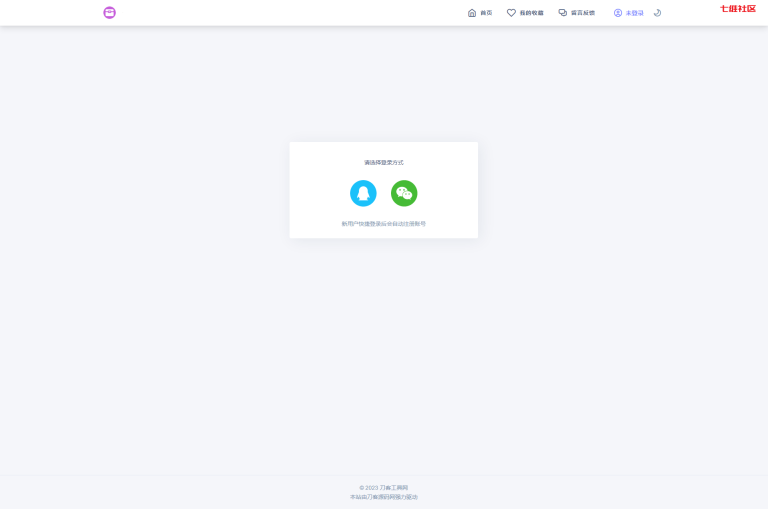 首页
我的收藏
留言反馈
未登录
七维社区
请选择登录方式
新用户快捷登录后会自动注册账号
© 2023 刀客工具网
本站由刀客源码网强力驱动